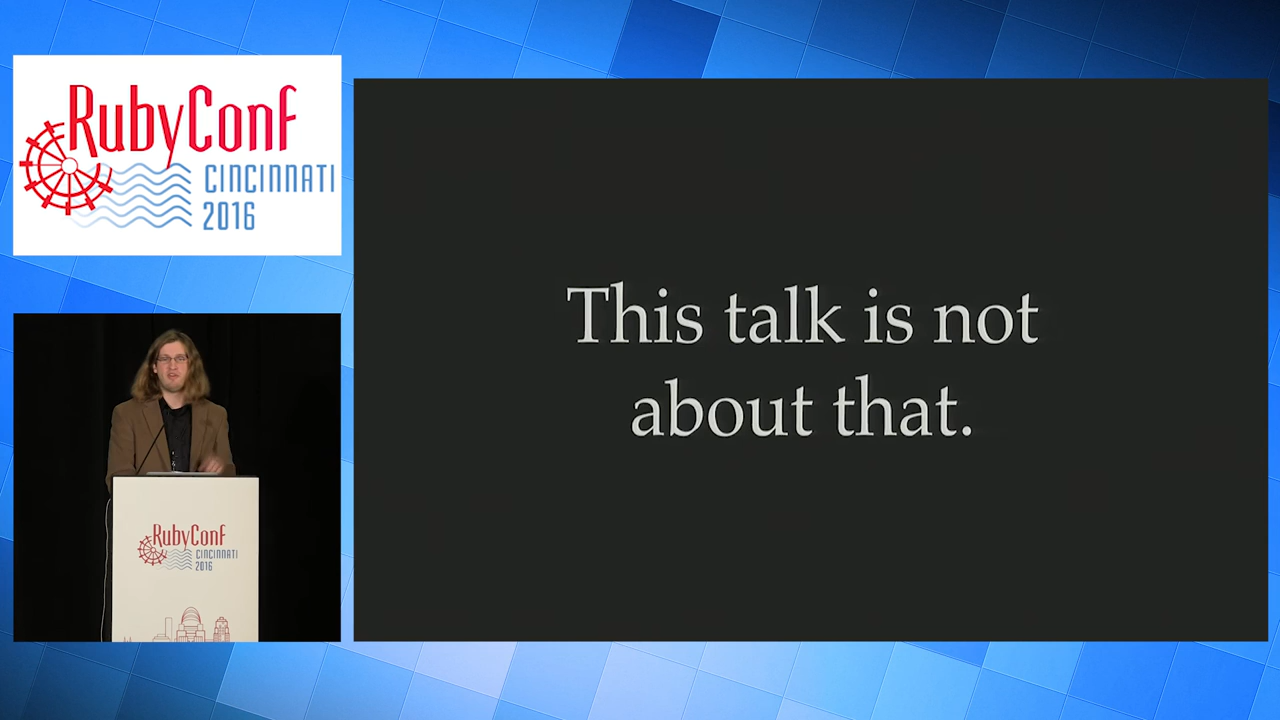 RubyConf
CINCINNATI
2016
This talk is not
about that.
RubyConf
CINCINNATI
2016